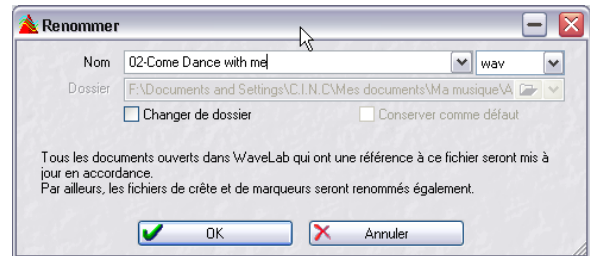 Renommer
Nom 02-Come Dance with me wav
Dossier F:\Documents and Settings\C.I.N.C\Mes documents\Ma musique\A
Changer de dossier Conserver comme défaut
Tous les documents ouverts dans WaveLab qui ont une référence à ce fichier seront mis à
jour en accordance.
Par ailleurs, les fichiers de crête et de marqueurs seront renommés également.
OK Annuler